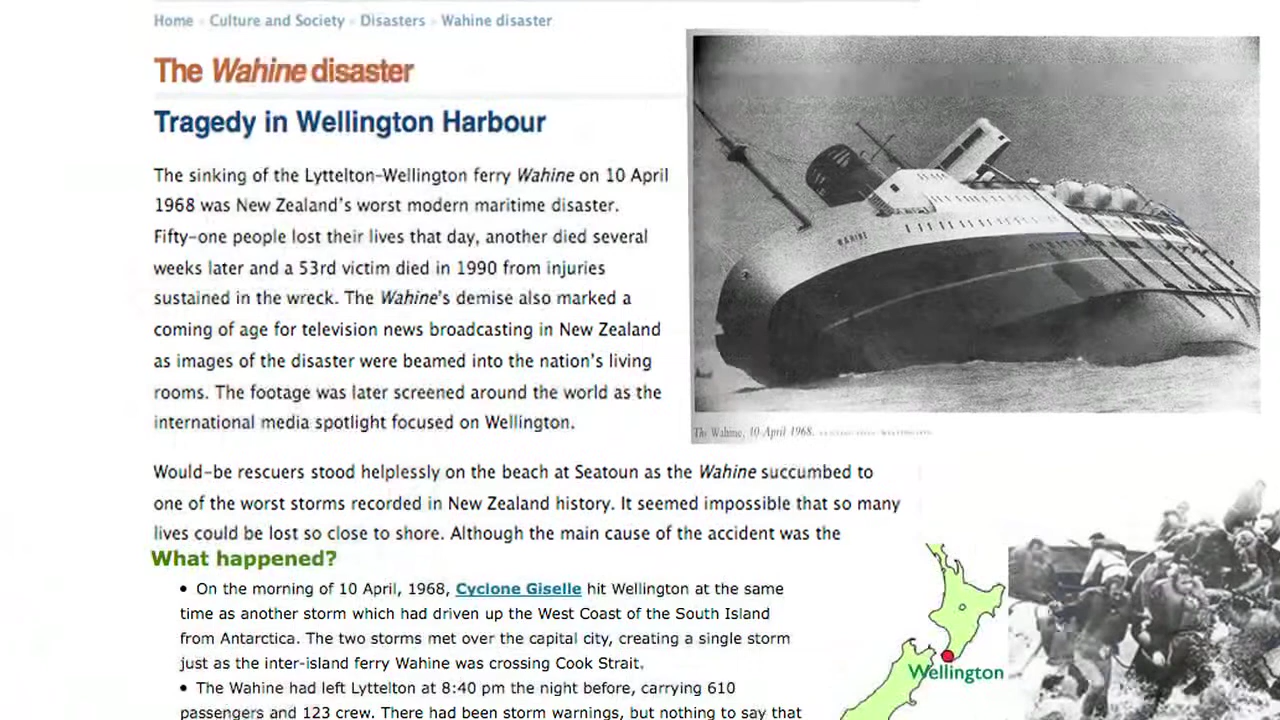 Home Culture and Society Disasters Wahine disaster
The Wahine disaster
Tragedy in Wellington Harbour
The sinking of the Lyttelton-Wellington ferry Wahine on 10 April
1968 was New Zealand's worst modern maritime disaster.
Fifty-one people lost their lives that day, another died several
weeks later and a 53rd victim died in 1990 from injuries
sustained in the wreck. The Wahine's demise also marked a
coming of age for television news broadcasting in New Zealand
as images of the disaster were beamed into the nation's living
rooms. The footage was later screened around the world as the
international media spotlight focused on Wellington.
WAHINE
The Wahine, 10 April 1968.
Would-be rescuers stood helplessly on the beach at Seatoun as the Wahine succumbed to
one of the worst storms recorded in New Zealand history. It seemed impossible that so many
lives could be lost so close to shore. Although the main cause of the accident was the
What happened?
• On the morning of 10 April, 1968, Cyclone Giselle hit Wellington at the same
time as another storm which had driven up the West Coast of the South Island
from Antarctica. The two storms met over the capital city, creating a single storm
just as the inter-island ferry Wahine was crossing Cook Strait.
• The Wahine had left Lyttelton at 8:40 pm the night before, carrying 610
passengers and 123 crew. There had been storm warnings, but nothing to say that
Wellington